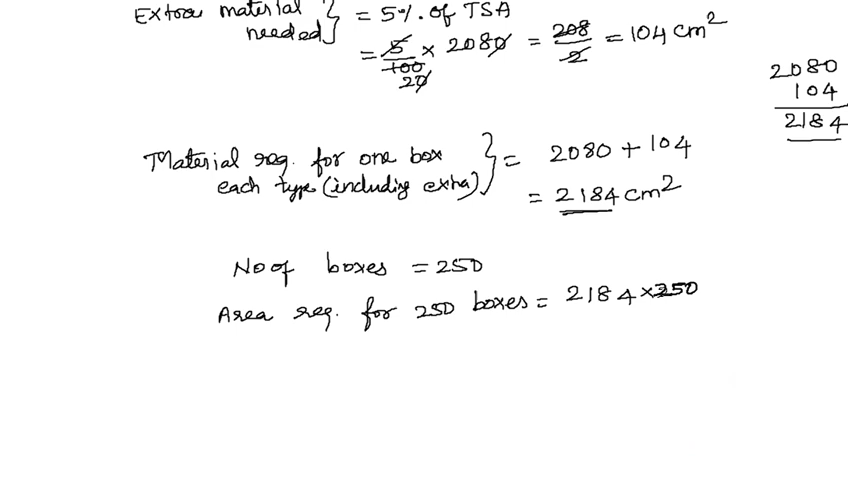 Extra material needed } = 5%. of TSA
= 5/100 20 × 2080 = 208/2 = 104 cm²
2080
104
2184
Material req. for one box each type (including extra) } = 2080 + 104
= 2184 cm²
No of boxes = 250
Area req. for 250 boxes = 2184 × 250